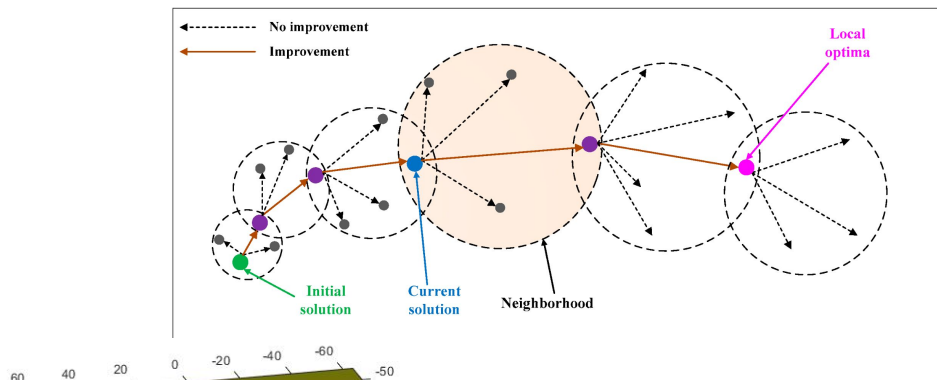 No improvement
Improvement
Local
optima
Initial
solution
Current
solution
Neighborhood
60
40
20
0
-20
-40
-60
-50